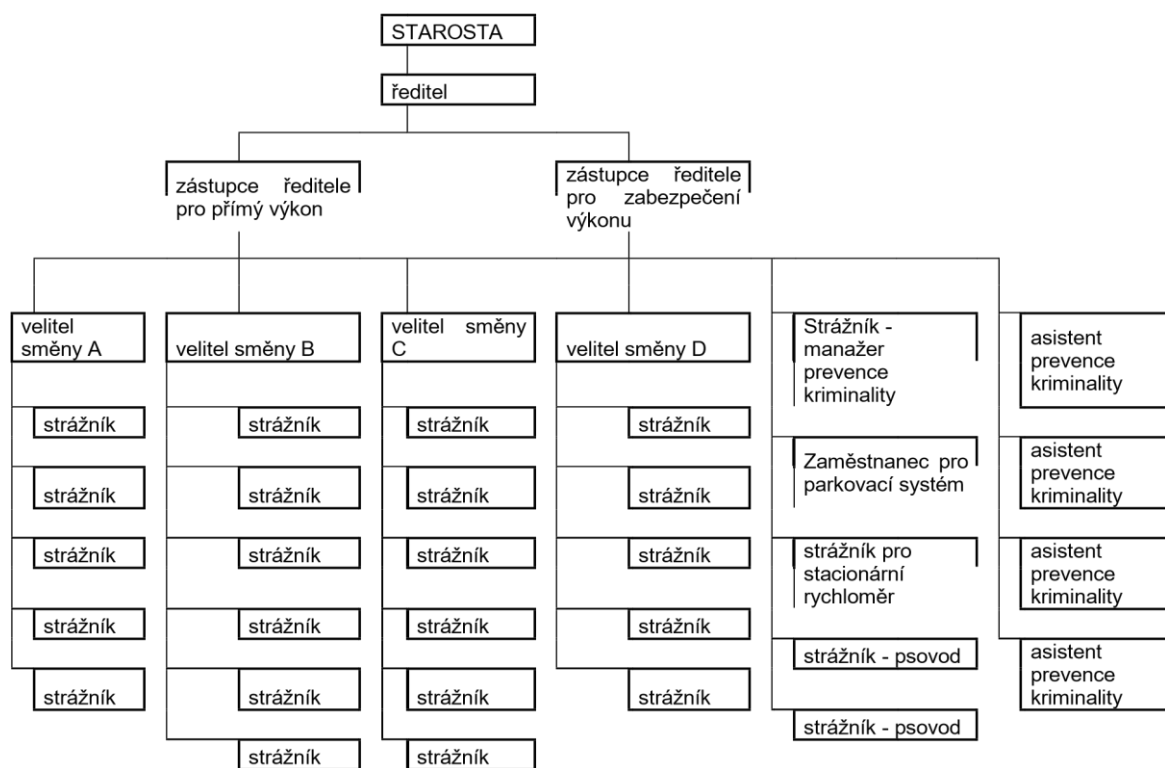 STAROSTA
ředitel
zástupce ředitele
pro přímý výkon
zástupce ředitele
pro zabezpečení
výkonu
velitel
směny A
strážník
strážník
strážník
strážník
strážník
velitel směny B
strážník
strážník
strážník
strážník
strážník
strážník
velitel směny
C
strážník
strážník
strážník
strážník
strážník
strážník
velitel směny D
strážník
strážník
strážník
strážník
strážník
Strážník -
manažer
prevence
kriminality
Zaměstnanec pro
parkovací systém
strážník pro
stacionární
rychloměr
strážník - psovod
strážník - psovod
asistent
prevence
kriminality
asistent
prevence
kriminality
asistent
prevence
kriminality
asistent
prevence
kriminality